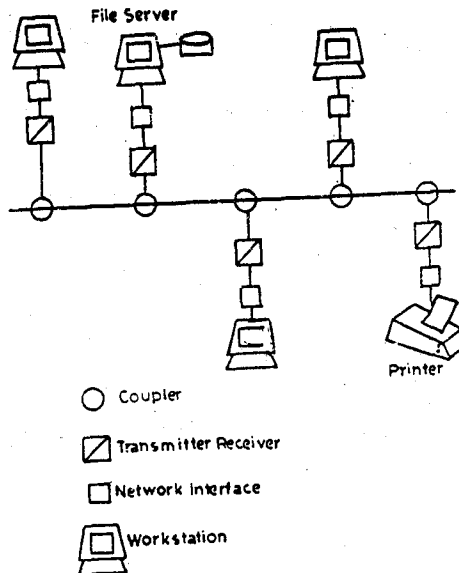 File Server
Printer
Coupler
Transmitter Receiver
Network interface
Workstation